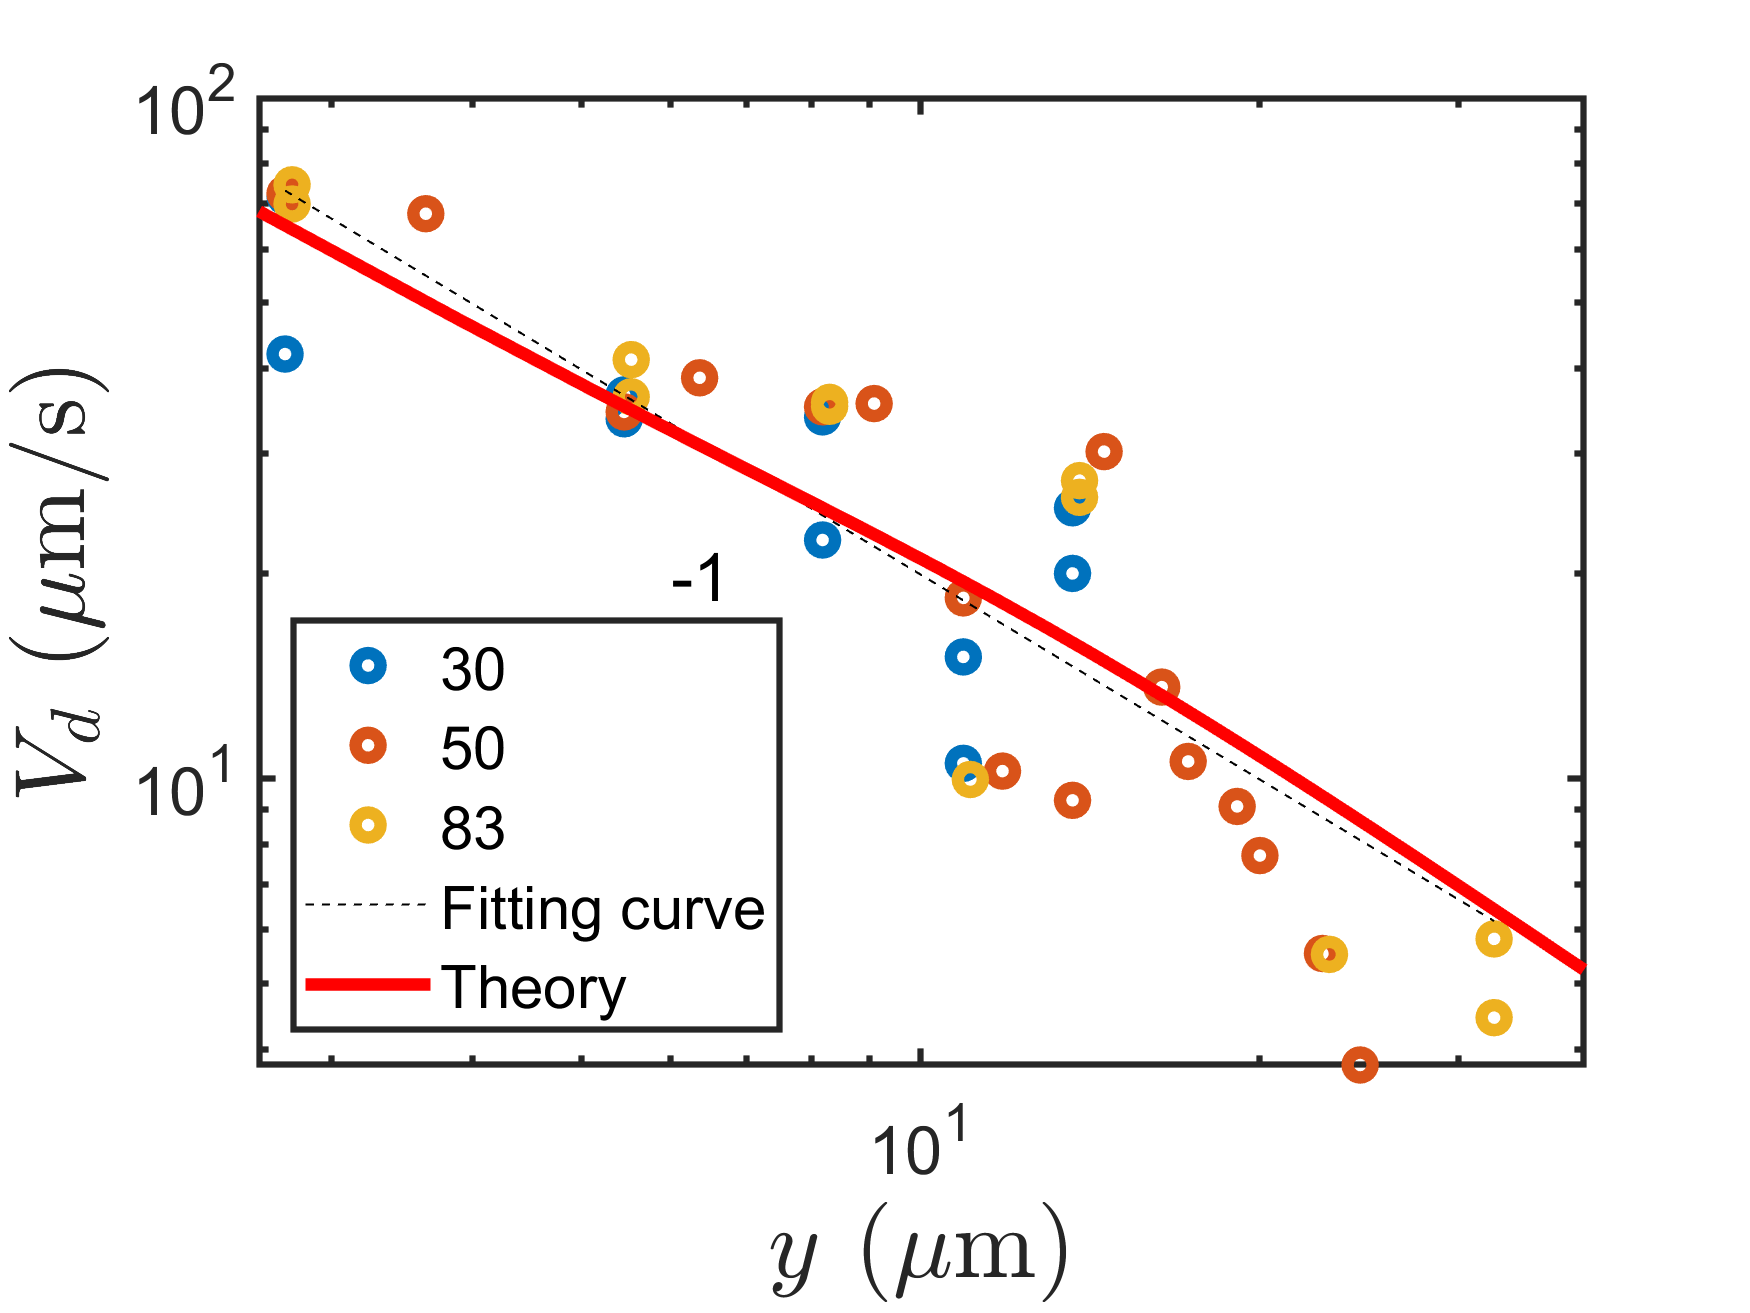 10^2
V_d (μm/s)
-1
30
50
83
10^1
Fitting curve
Theory
10^1
y (μm)